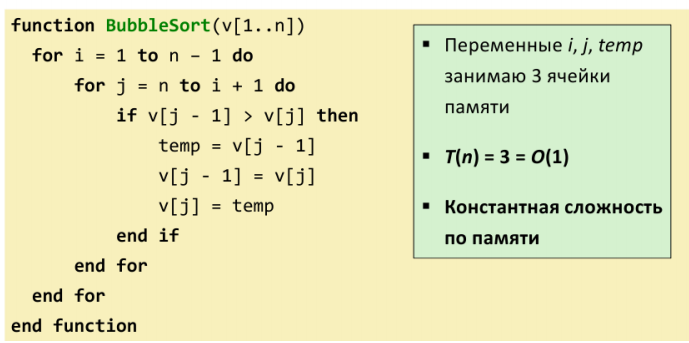 function BubbleSort(v[1..n])
for i = 1 to n - 1 do
for j = n to i + 1 do
if v[j - 1] > v[j] then
temp = v[j - 1]
v[j - 1] = v[j]
v[j] = temp
end if
end for
end for
end function
▪ Переменные i, j, temp
занимаю 3 ячейки
памяти
▪ T(n) = 3 = O(1)
▪ Константная сложность
по памяти